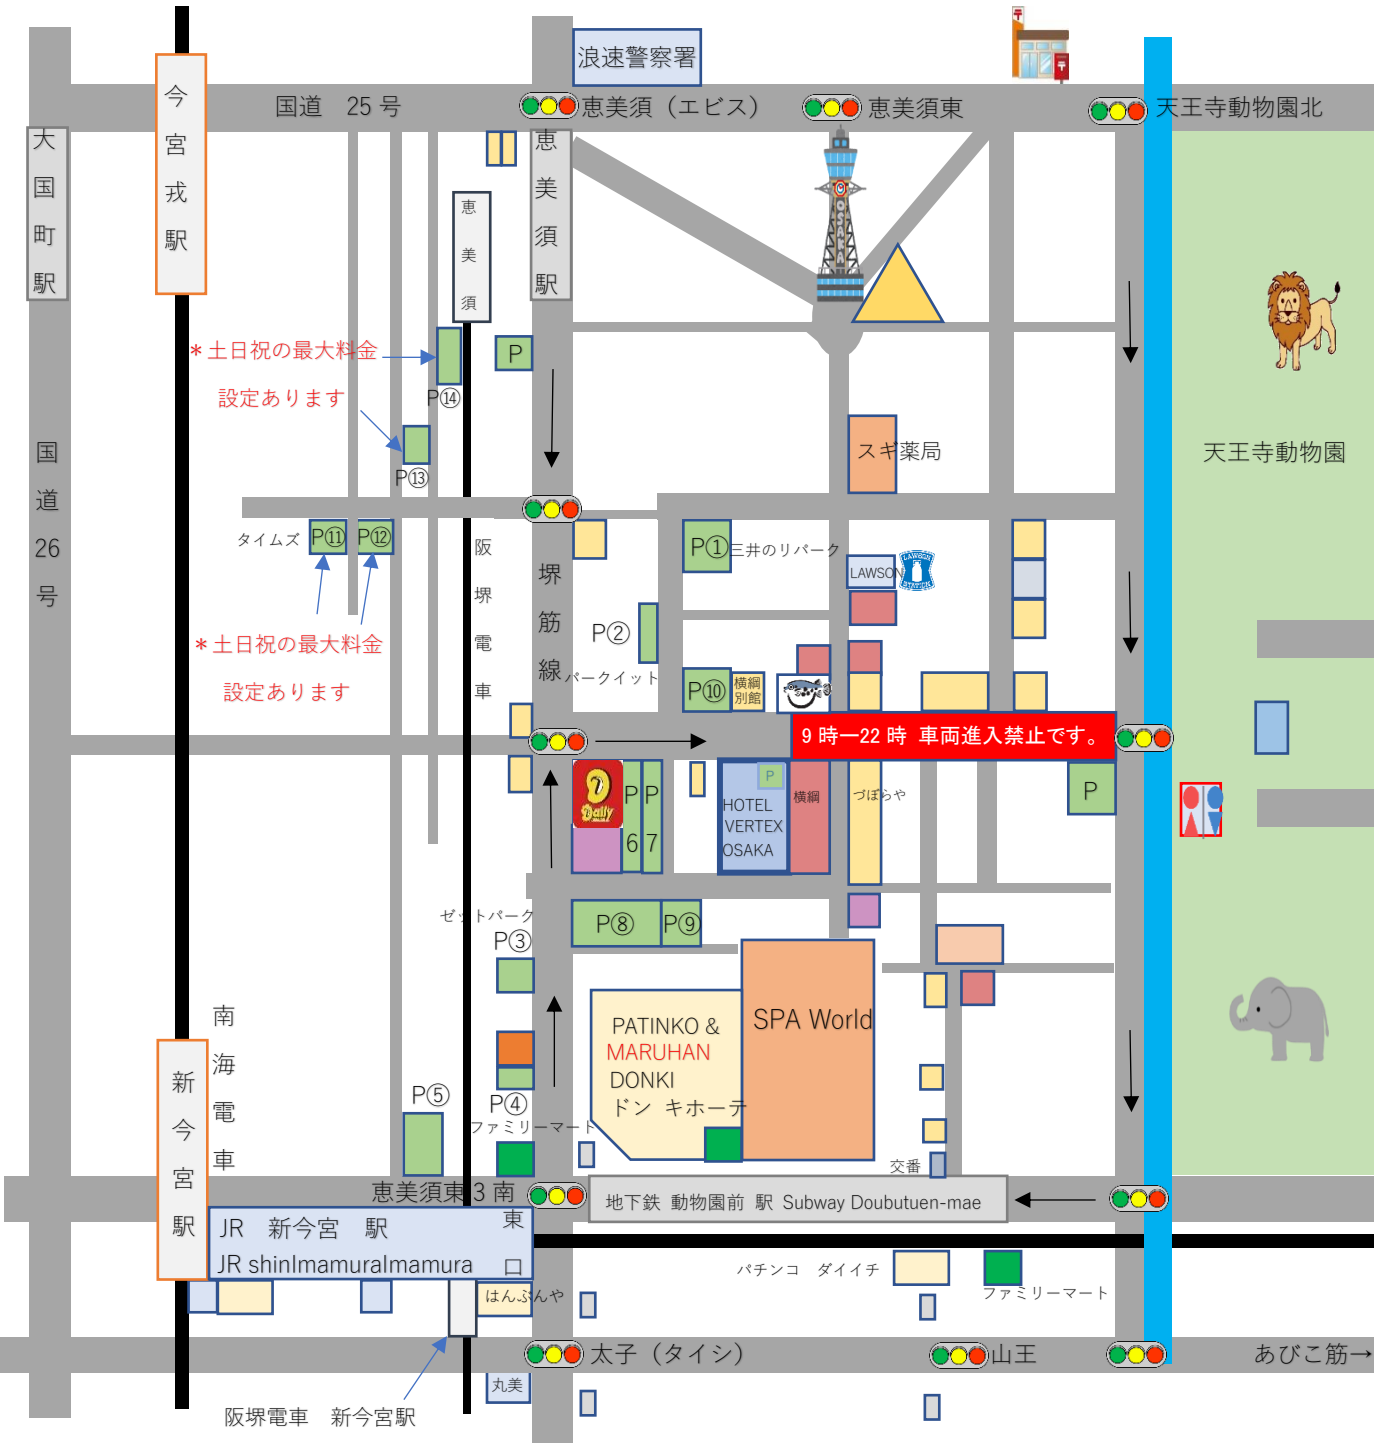 浪速警察署
国道　25 号
恵美須（エビス）
恵美須東
天王寺動物園北
今宮戎駅
大国町駅
恵美須駅
恵美須
OSAKA
＊土日祝の最大料金
設定あります
P
P⑭
P⑬
国道26号
スギ薬局
天王寺動物園
タイムズ
P⑪
P⑫
阪堺電車
堺筋線
P①
三井のリパーク
LAWSON
P②
パークイット
＊土日祝の最大料金
設定あります
P⑩
横綱
別館
9 時ー22 時 車両進入禁止です。
P
Daily
P P
6 7
P
HOTEL
VERTEX
OSAKA
横綱
づぼらや
ゼットパーク
P③
P⑧
P⑨
SPA World
PATINKO &
MARUHAN
DONKI
ドン キホーテ
南海電車
新今宮駅
P⑤
P④
ファミリーマート
交番
恵美須東 3 南
地下鉄 動物園前 駅 Subway Doubutuen-mae
JR　新今宮　駅
JR shinImamuraImamura
東口
はんぶんや
パチンコ　ダイイチ
ファミリーマート
太子（タイシ）
山王
あびこ筋→
丸美
阪堺電車　新今宮駅